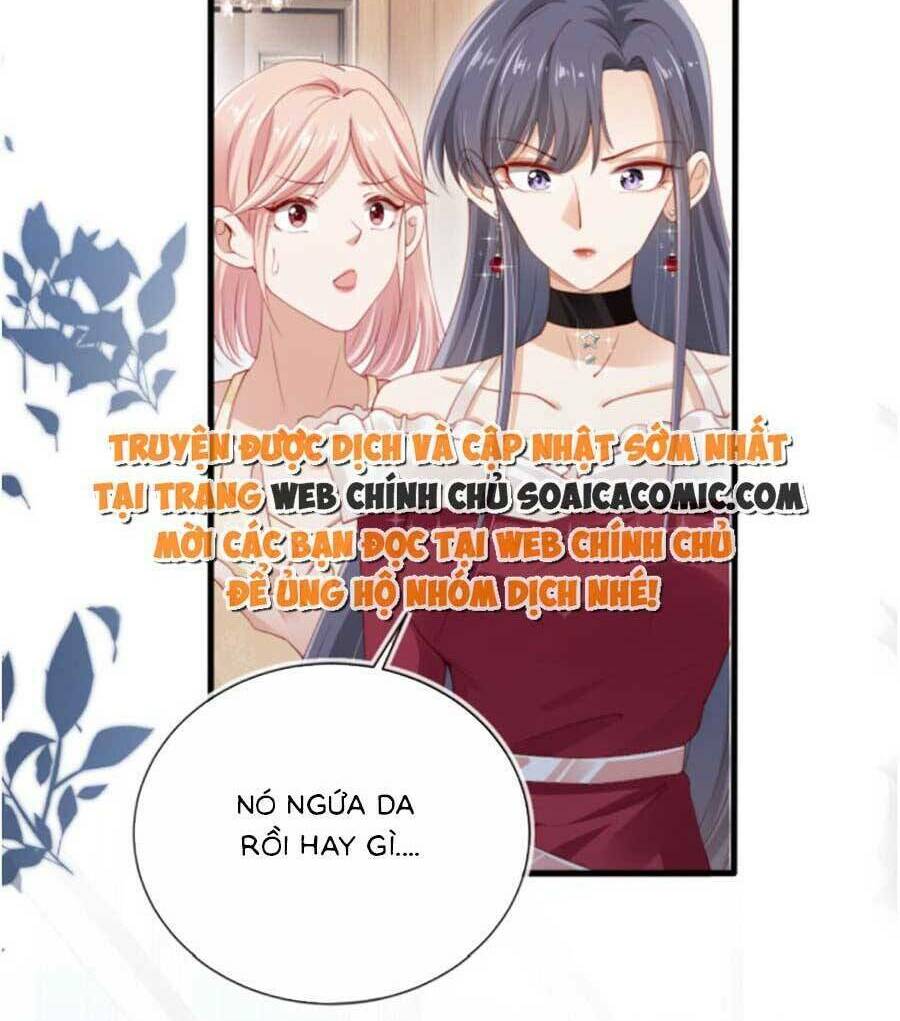 TRUYỆN ĐƯỢC DỊCH VÀ CẬP NHẬT SỚM NHẤT
TẠI TRANG WEB CHÍNH CHỦ SOAICACOMIC.COM
MỜI CÁC BẠN ĐỌC TẠI WEB CHÍNH CHỦ
ĐỂ ỦNG HỘ NHÓM DỊCH NHÉ!
NÓ NGỨA DA
RỒI HAY GÌ....